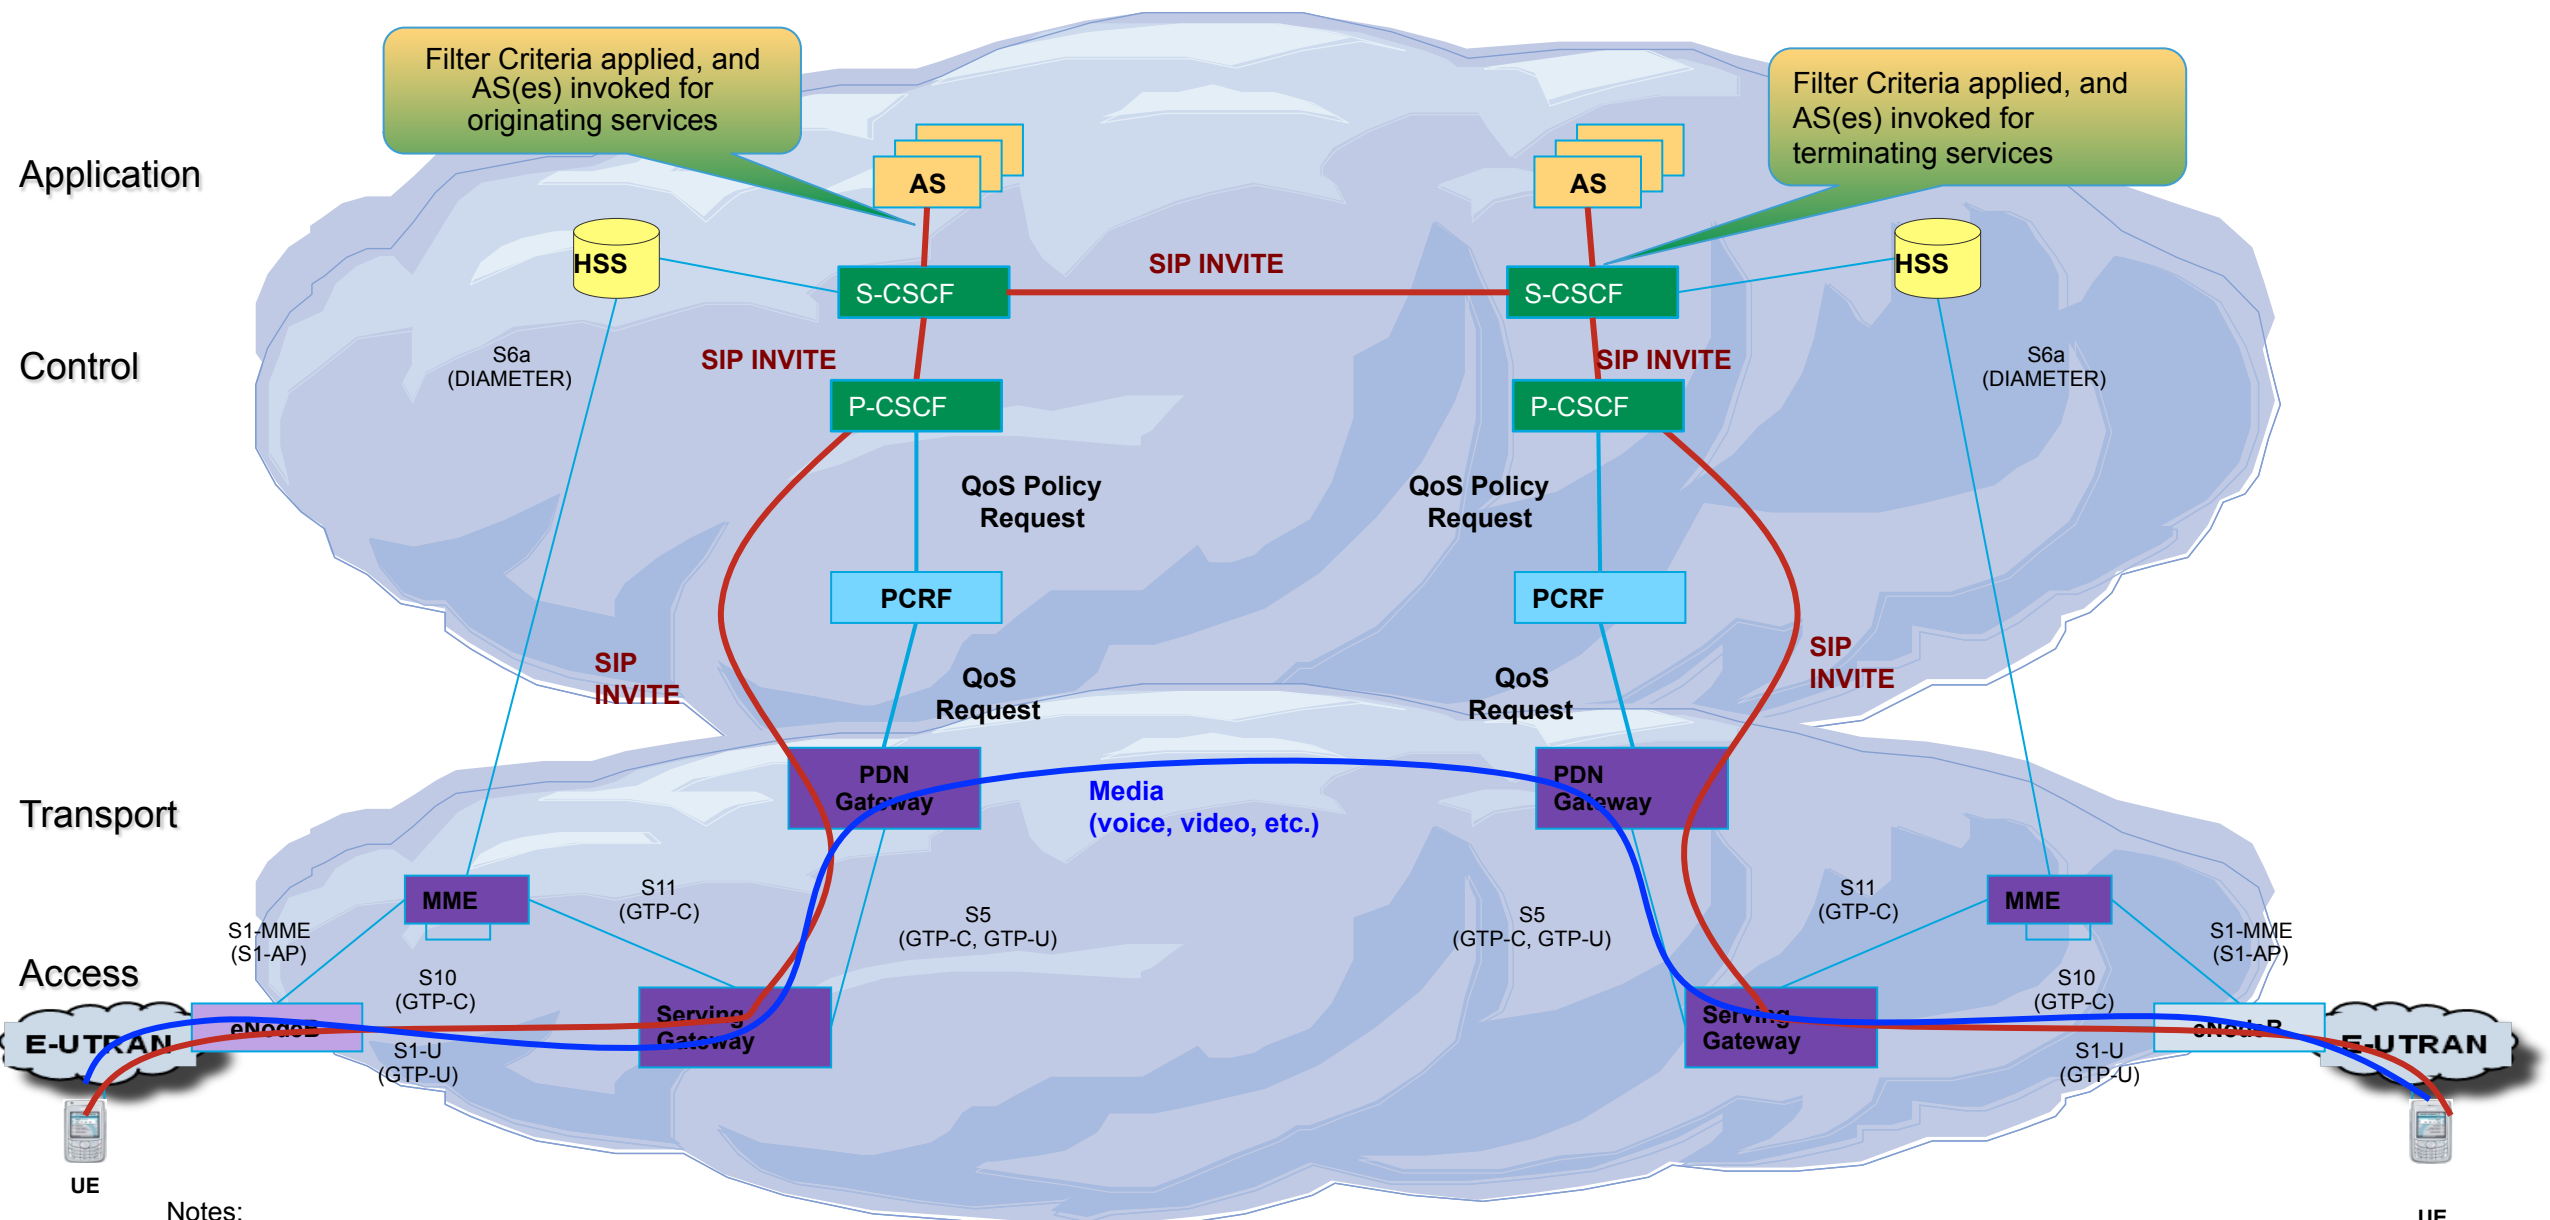 Filter Criteria applied, and
AS(es) invoked for
originating services
Filter Criteria applied, and
AS(es) invoked for
terminating services
Application
AS
AS
HSS
HSS
SIP INVITE
S-CSCF
S-CSCF
Control
S6a
(DIAMETER)
SIP INVITE
SIP INVITE
S6a
(DIAMETER)
P-CSCF
P-CSCF
QoS Policy
Request
QoS Policy
Request
PCRF
PCRF
SIP
INVITE
QoS
Request
QoS
Request
SIP
INVITE
Transport
PDN
Gateway
Media
(voice, video, etc.)
PDN
Gateway
MME
S11
(GTP-C)
S5
(GTP-C, GTP-U)
S5
(GTP-C, GTP-U)
S11
(GTP-C)
MME
S1-MME
(S1-AP)
S1-MME
(S1-AP)
Access
S10
(GTP-C)
S10
(GTP-C)
E-UTRAN
eNodeB
Serving
Gateway
Serving
Gateway
eNodeB
E-UTRAN
S1-U
(GTP-U)
S1-U
(GTP-U)
UE
UE
Notes: